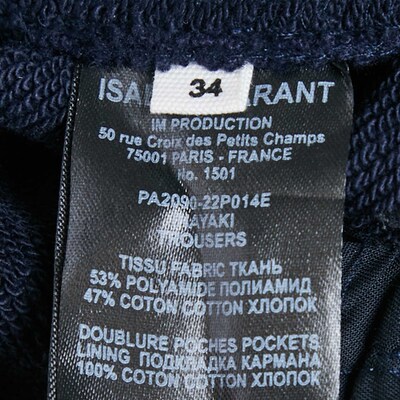 34
IM PRODUCTION
50 rue Croix des Petits Champs
75001 PARIS - FRANCE
No. 1501
PA2090-22P014E
TROUSERS
TISSU FABRIC ТКАНЬ
53% POLYAMIDE ПОЛИАМИД
47% COTON COTTON ХЛОПОК
DOUBLURE POCHES POCKETS
LINING ПОДКЛАДКА КАРМАНА
100% COTON COTTON ХЛОПОК